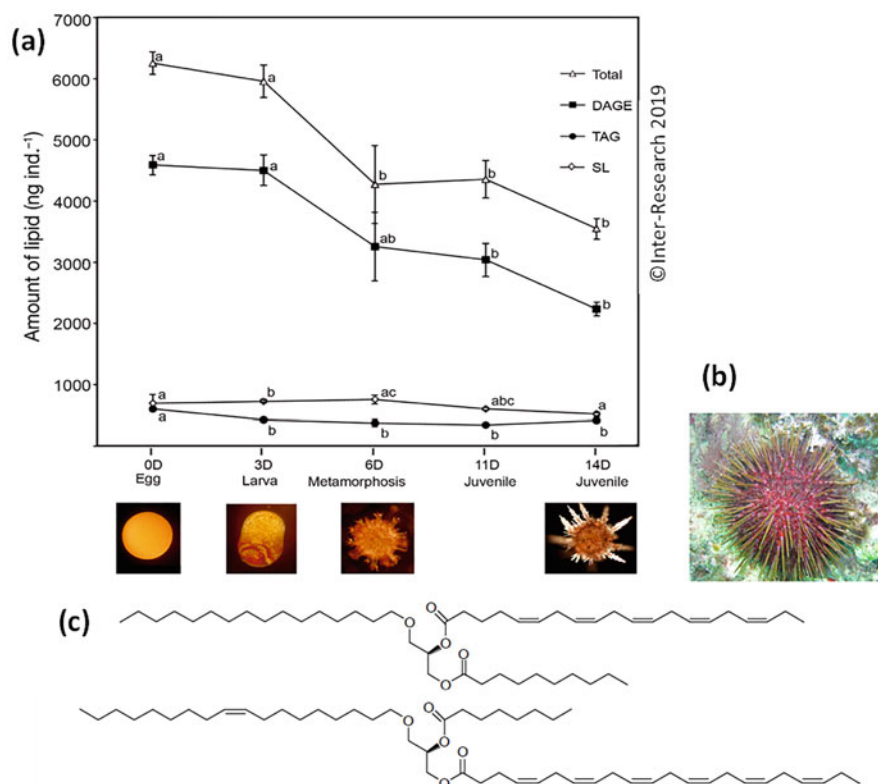 (a)
7000
6000
5000
4000
3000
2000
1000
Amount of lipid (ng ind.⁻¹)
Total
DAGE
TAG
SL
a
a
b
b
b
a
a
ab
b
b
a
b
ac
abc
a
a
b
b
b
b
0D
Egg
3D
Larva
6D
Metamorphosis
11D
Juvenile
14D
Juvenile
©Inter-Research 2019
(b)
(c)
O
O
O
O
O
O
O
O
O
O